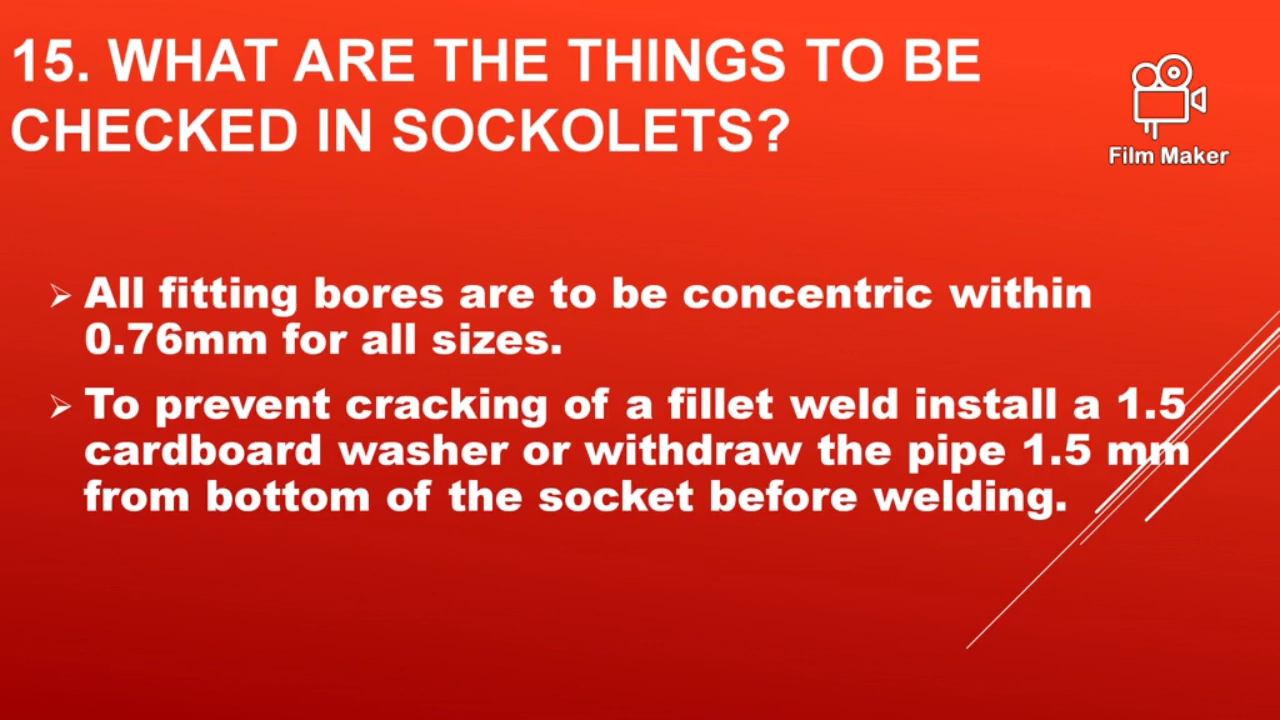 15. WHAT ARE THE THINGS TO BE
CHECKED IN SOCKOLETS?
Film Maker
All fitting bores are to be concentric within
0.76mm for all sizes.
To prevent cracking of a fillet weld install a 1.5
cardboard washer or withdraw the pipe 1.5 mm
from bottom of the socket before welding.